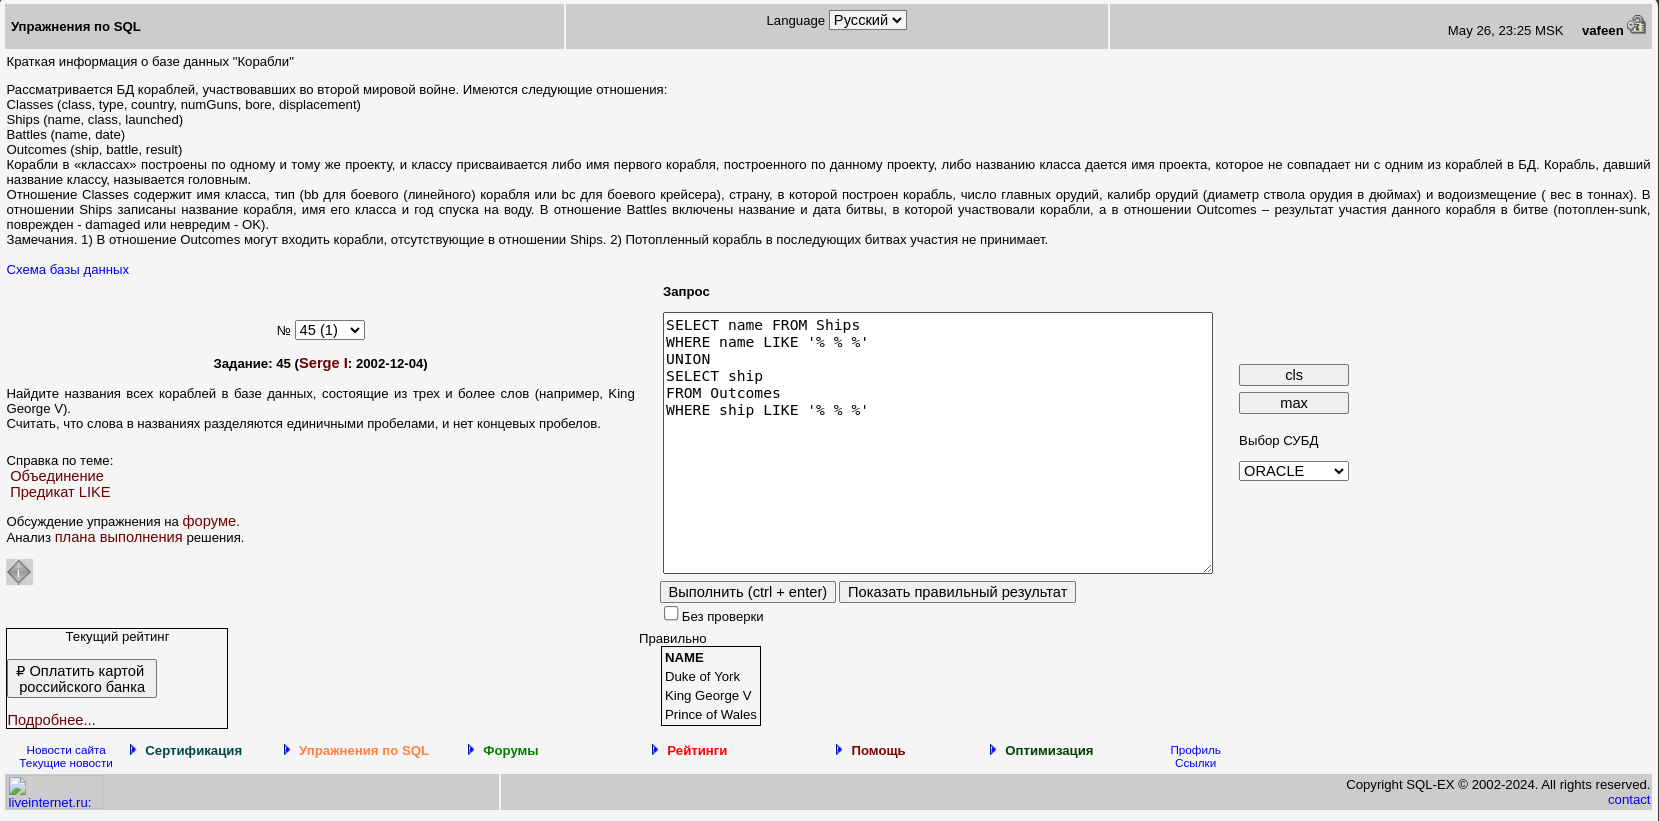 Упражнения по SQL
Language Русский
May 26, 23:25 MSK vafeen
Краткая информация о базе данных "Корабли"
Рассматривается БД кораблей, участвовавших во второй мировой войне. Имеются следующие отношения:
Classes (class, type, country, numGuns, bore, displacement)
Ships (name, class, launched)
Battles (name, date)
Outcomes (ship, battle, result)
Корабли в «классах» построены по одному и тому же проекту, и классу присваивается либо имя первого корабля, построенного по данному проекту, либо названию класса дается имя проекта, которое не совпадает ни с одним из кораблей в БД. Корабль, давший
название классу, называется головным.
Отношение Classes содержит имя класса, тип (bb для боевого (линейного) корабля или bc для боевого крейсера), страну, в которой построен корабль, число главных орудий, калибр орудий (диаметр ствола орудия в дюймах) и водоизмещение ( вес в тоннах). В
отношении Ships записаны название корабля, имя его класса и год спуска на воду. В отношение Battles включены название и дата битвы, в которой участвовали корабли, а в отношении Outcomes – результат участия данного корабля в битве (потоплен-sunk,
поврежден - damaged или невредим - OK).
Замечания. 1) В отношение Outcomes могут входить корабли, отсутствующие в отношении Ships. 2) Потопленный корабль в последующих битвах участия не принимает.
Схема базы данных
№ 45 (1)
Задание: 45 (Serge I: 2002-12-04)
Найдите названия всех кораблей в базе данных, состоящие из трех и более слов (например, King
George V).
Считать, что слова в названиях разделяются единичными пробелами, и нет концевых пробелов.
Справка по теме:
Объединение
Предикат LIKE
Обсуждение упражнения на форуме.
Анализ плана выполнения решения.
i
Запрос
SELECT name FROM Ships
WHERE name LIKE '% % %'
UNION
SELECT ship
FROM Outcomes
WHERE ship LIKE '% % %'
cls
max
Выбор СУБД
ORACLE
Выполнить (ctrl + enter) Показать правильный результат
Без проверки
Текущий рейтинг
₽ Оплатить картой
российского банка
Подробнее...
Правильно
NAME
Duke of York
King George V
Prince of Wales
Новости сайта
Текущие новости
Сертификация
Упражнения по SQL
Форумы
Рейтинги
Помощь
Оптимизация
Профиль
Ссылки
liveinternet.ru:
Copyright SQL-EX © 2002-2024. All rights reserved.
contact